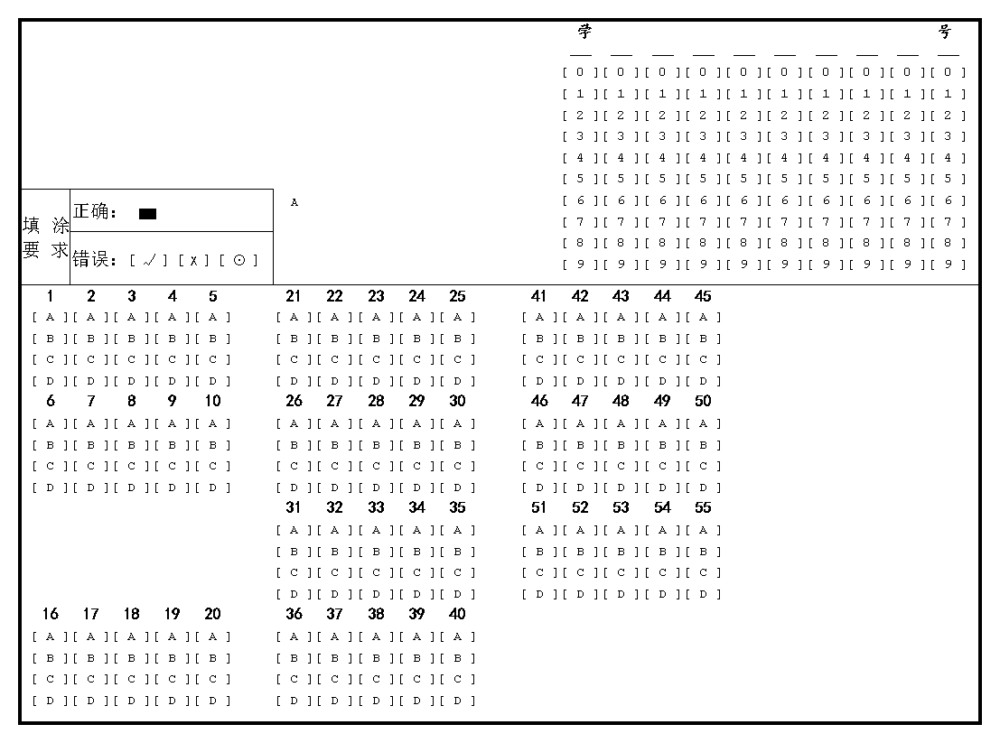 学 号
[ 0 ][ 0 ][ 0 ][ 0 ][ 0 ][ 0 ][ 0 ][ 0 ][ 0 ][ 0 ]
[ 1 ][ 1 ][ 1 ][ 1 ][ 1 ][ 1 ][ 1 ][ 1 ][ 1 ][ 1 ]
[ 2 ][ 2 ][ 2 ][ 2 ][ 2 ][ 2 ][ 2 ][ 2 ][ 2 ][ 2 ]
[ 3 ][ 3 ][ 3 ][ 3 ][ 3 ][ 3 ][ 3 ][ 3 ][ 3 ][ 3 ]
[ 4 ][ 4 ][ 4 ][ 4 ][ 4 ][ 4 ][ 4 ][ 4 ][ 4 ][ 4 ]
[ 5 ][ 5 ][ 5 ][ 5 ][ 5 ][ 5 ][ 5 ][ 5 ][ 5 ][ 5 ]
[ 6 ][ 6 ][ 6 ][ 6 ][ 6 ][ 6 ][ 6 ][ 6 ][ 6 ][ 6 ]
[ 7 ][ 7 ][ 7 ][ 7 ][ 7 ][ 7 ][ 7 ][ 7 ][ 7 ][ 7 ]
[ 8 ][ 8 ][ 8 ][ 8 ][ 8 ][ 8 ][ 8 ][ 8 ][ 8 ][ 8 ]
[ 9 ][ 9 ][ 9 ][ 9 ][ 9 ][ 9 ][ 9 ][ 9 ][ 9 ][ 9 ]
填 涂
要 求
正确: ■
错误: [ √ ] [ x ] [ ⊙ ]
A
1 2 3 4 5
[ A ][ A ][ A ][ A ][ A ]
[ B ][ B ][ B ][ B ][ B ]
[ C ][ C ][ C ][ C ][ C ]
[ D ][ D ][ D ][ D ][ D ]
6 7 8 9 10
[ A ][ A ][ A ][ A ][ A ]
[ B ][ B ][ B ][ B ][ B ]
[ C ][ C ][ C ][ C ][ C ]
[ D ][ D ][ D ][ D ][ D ]
16 17 18 19 20
[ A ][ A ][ A ][ A ][ A ]
[ B ][ B ][ B ][ B ][ B ]
[ C ][ C ][ C ][ C ][ C ]
[ D ][ D ][ D ][ D ][ D ]
21 22 23 24 25
[ A ][ A ][ A ][ A ][ A ]
[ B ][ B ][ B ][ B ][ B ]
[ C ][ C ][ C ][ C ][ C ]
[ D ][ D ][ D ][ D ][ D ]
26 27 28 29 30
[ A ][ A ][ A ][ A ][ A ]
[ B ][ B ][ B ][ B ][ B ]
[ C ][ C ][ C ][ C ][ C ]
[ D ][ D ][ D ][ D ][ D ]
31 32 33 34 35
[ A ][ A ][ A ][ A ][ A ]
[ B ][ B ][ B ][ B ][ B ]
[ C ][ C ][ C ][ C ][ C ]
[ D ][ D ][ D ][ D ][ D ]
36 37 38 39 40
[ A ][ A ][ A ][ A ][ A ]
[ B ][ B ][ B ][ B ][ B ]
[ C ][ C ][ C ][ C ][ C ]
[ D ][ D ][ D ][ D ][ D ]
41 42 43 44 45
[ A ][ A ][ A ][ A ][ A ]
[ B ][ B ][ B ][ B ][ B ]
[ C ][ C ][ C ][ C ][ C ]
[ D ][ D ][ D ][ D ][ D ]
46 47 48 49 50
[ A ][ A ][ A ][ A ][ A ]
[ B ][ B ][ B ][ B ][ B ]
[ C ][ C ][ C ][ C ][ C ]
[ D ][ D ][ D ][ D ][ D ]
51 52 53 54 55
[ A ][ A ][ A ][ A ][ A ]
[ B ][ B ][ B ][ B ][ B ]
[ C ][ C ][ C ][ C ][ C ]
[ D ][ D ][ D ][ D ][ D ]